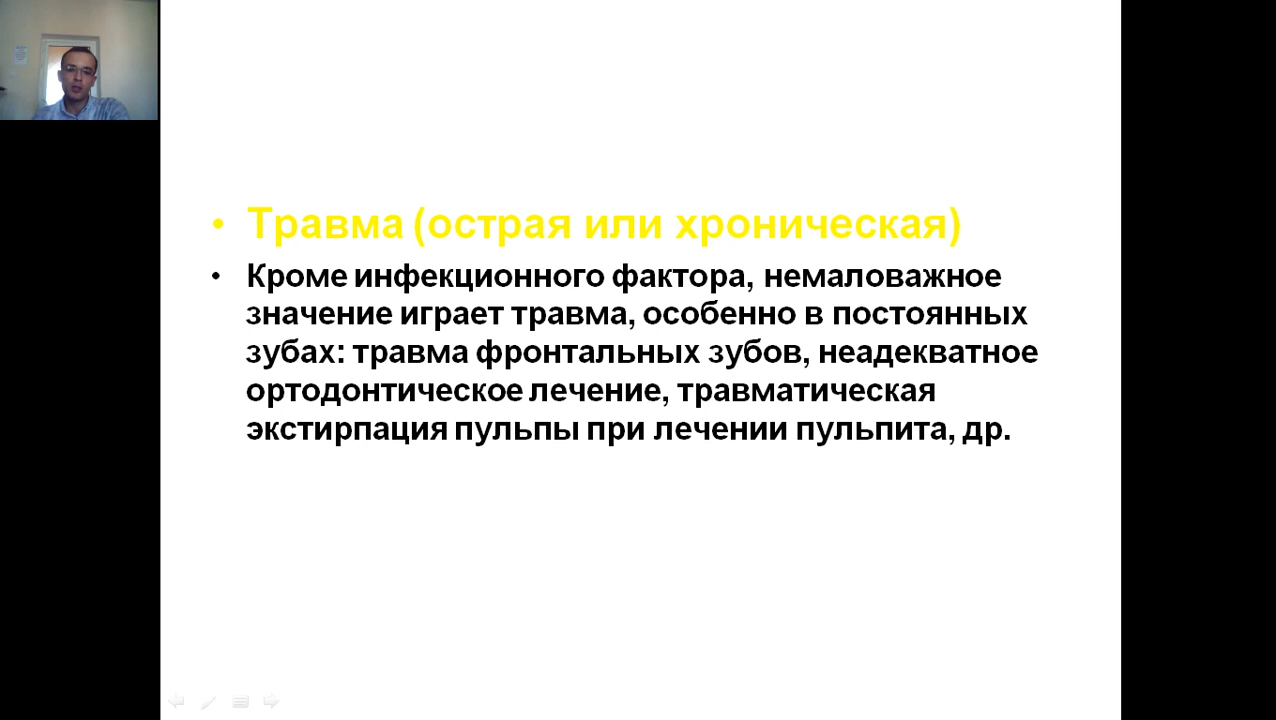 • Травма (острая или хроническая)
• Кроме инфекционного фактора, немаловажное
значение играет травма, особенно в постоянных
зубах: травма фронтальных зубов, неадекватное
ортодонтическое лечение, травматическая
экстирпация пульпы при лечении пульпита, др.